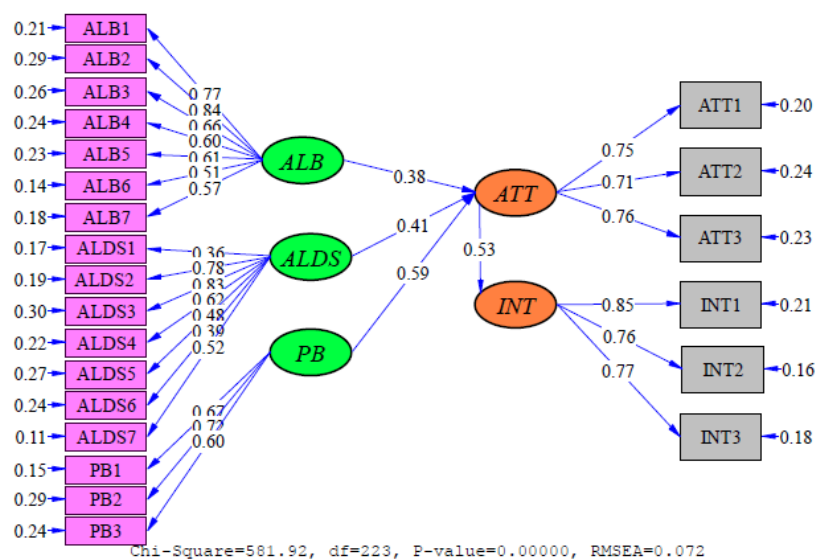 0.21 ALB1
0.29 ALB2
0.26 ALB3
0.24 ALB4
0.23 ALB5
0.14 ALB6
0.18 ALB7
0.17 ALDS1
0.19 ALDS2
0.30 ALDS3
0.22 ALDS4
0.27 ALDS5
0.24 ALDS6
0.11 ALDS7
0.15 PB1
0.29 PB2
0.24 PB3
0.77
0.84
0.66
0.60
0.61
0.51
0.57
0.36
0.78
0.83
0.62
0.48
0.39
0.52
0.67
0.72
0.60
ALB
ALDS
PB
0.38
0.41
0.59
ATT
0.53
INT
0.75
0.71
0.76
0.85
0.76
0.77
ATT1 0.20
ATT2 0.24
ATT3 0.23
INT1 0.21
INT2 0.16
INT3 0.18
Chi-Square=581.92, df=223, P-value=0.00000, RMSEA=0.072